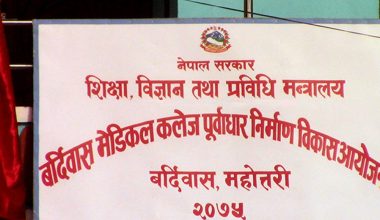 नेपाल सरकार
शिक्षा, विज्ञान तथा प्रविधि मन्त्रालय
बर्दिवास मेडिकल कलेज पूर्वाधार निर्माण विकास आयोज
बर्दिवास, महोत्तरी
२०७५